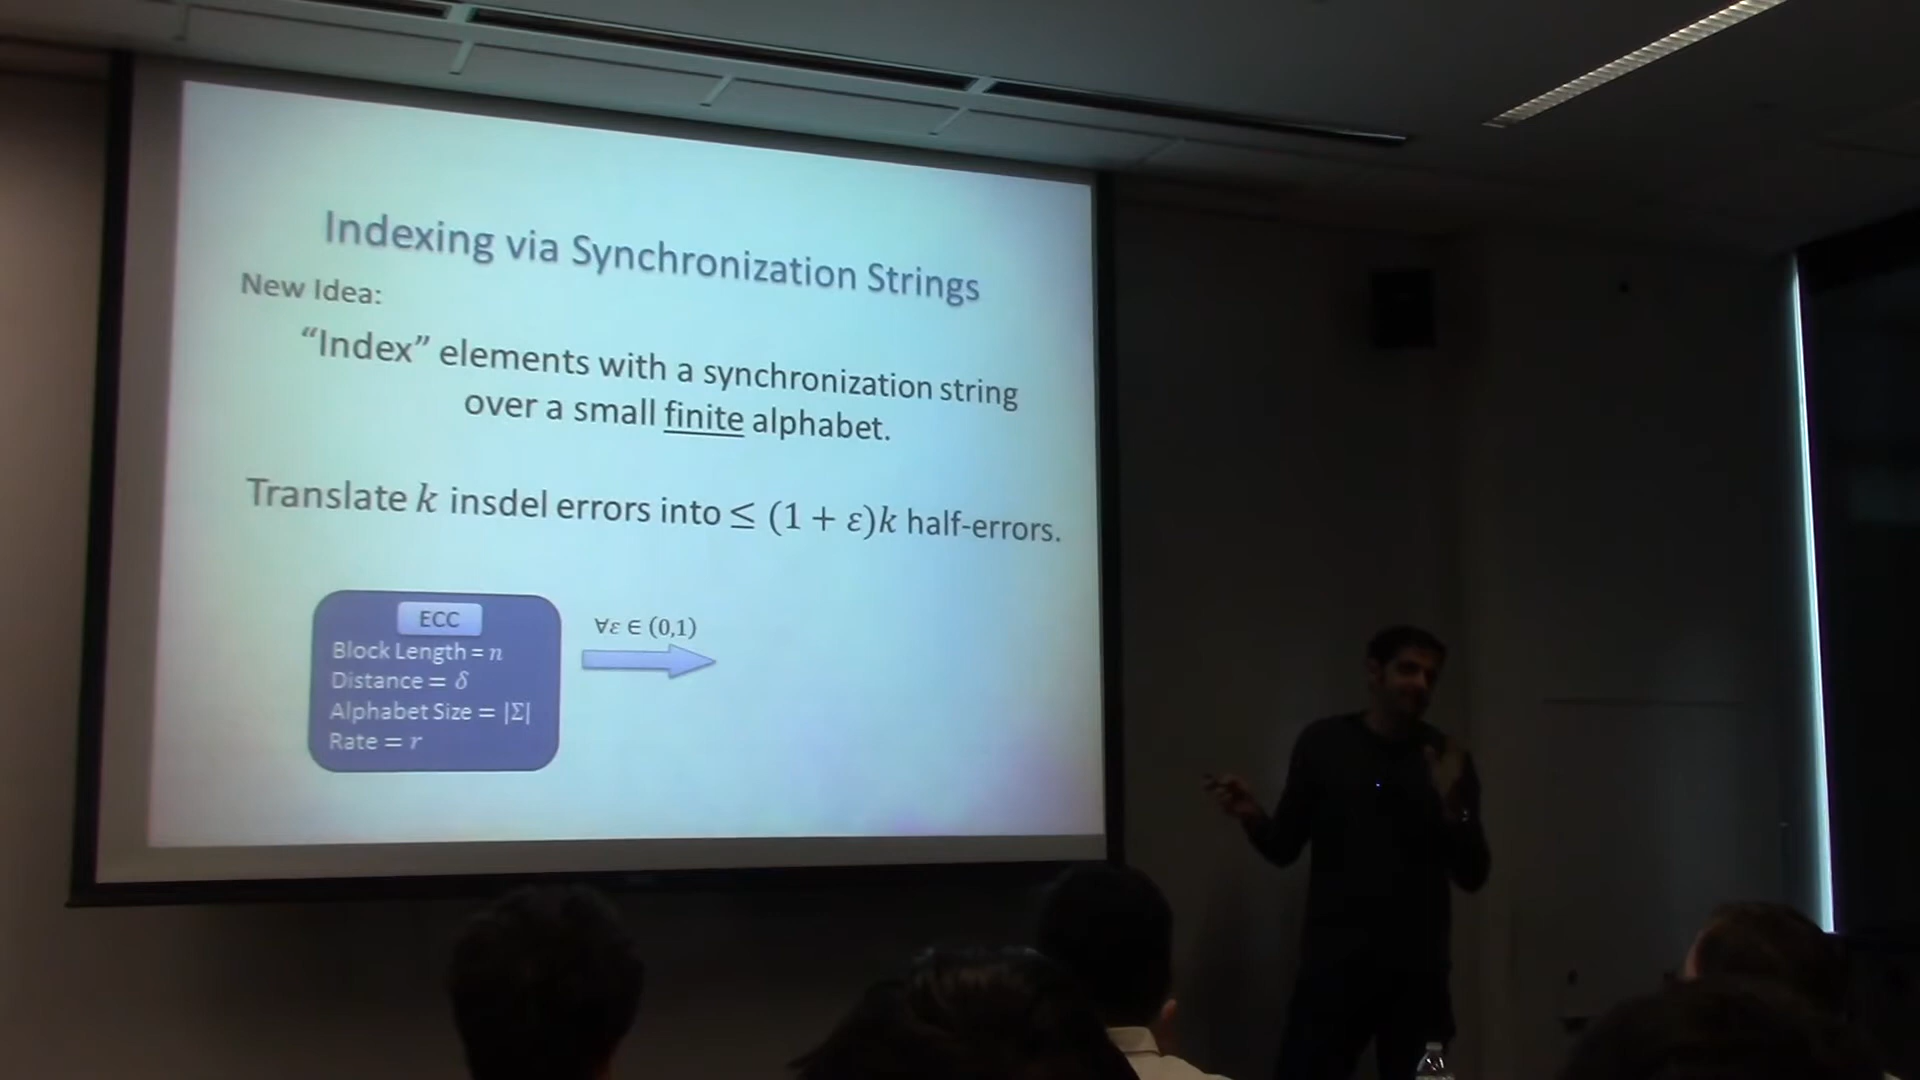 Indexing via Synchronization Strings
New Idea:
“Index” elements with a synchronization string
over a small finite alphabet.
Translate k insdel errors into ≤ (1 + ε)k half-errors.
ECC
Block Length = n
Distance = δ
Alphabet Size = |Σ|
Rate = r
∀ε ∈ (0,1)